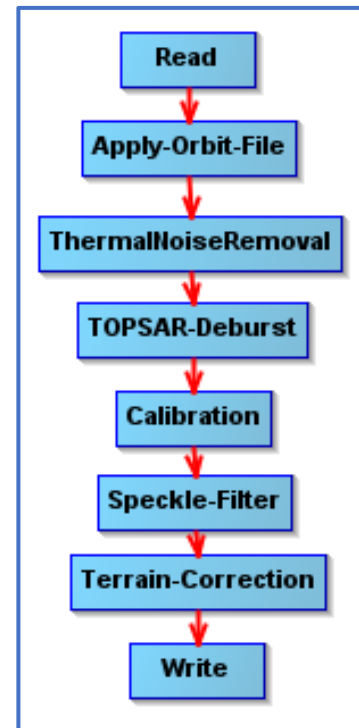 Read
Apply-Orbit-File
ThermalNoiseRemoval
TOPSAR-Deburst
Calibration
Speckle-Filter
Terrain-Correction
Write